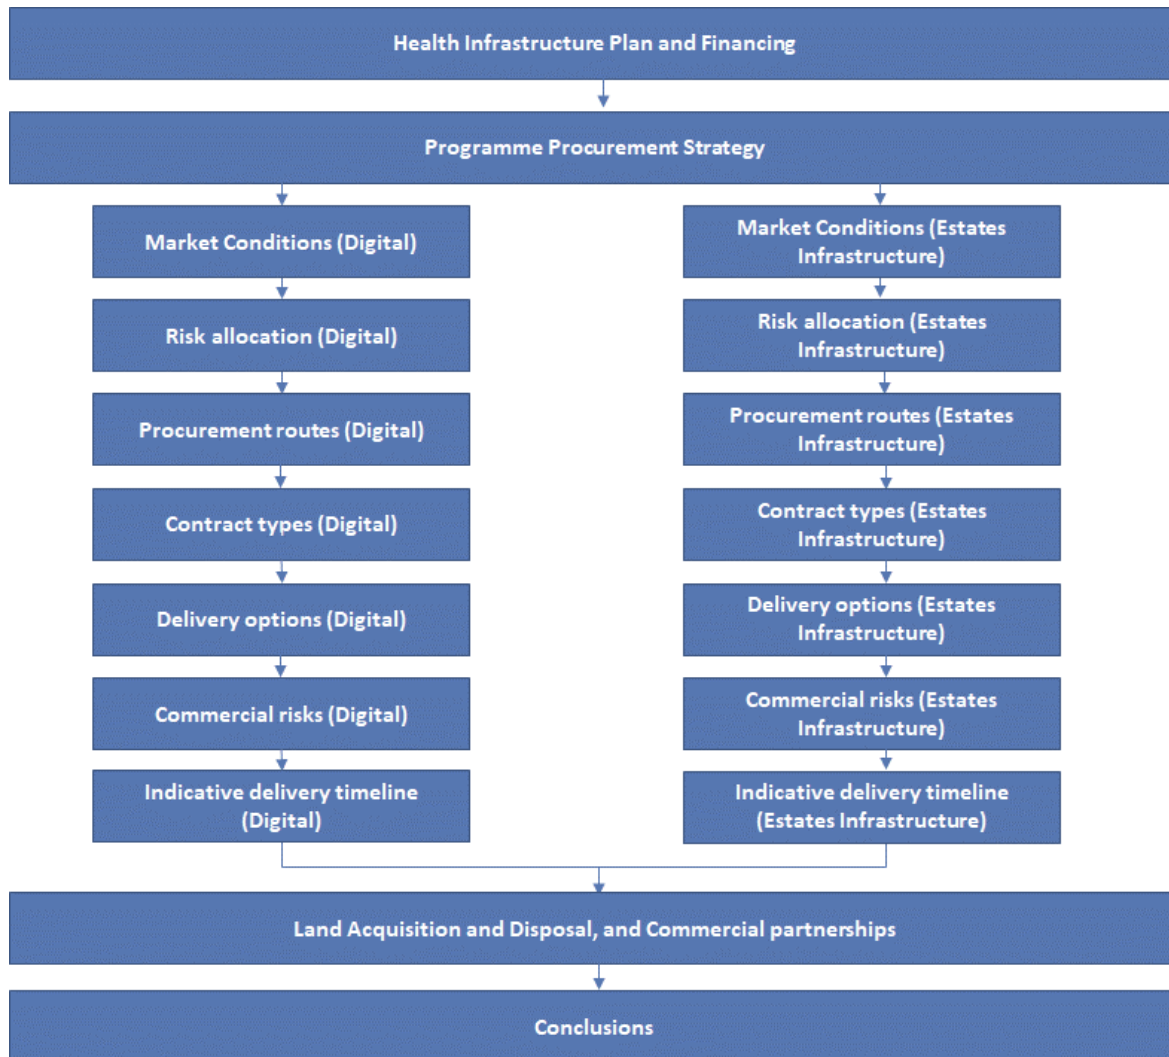 Health Infrastructure Plan and Financing
Programme Procurement Strategy
Market Conditions (Digital)
Market Conditions (Estates
Infrastructure)
Risk allocation (Digital)
Risk allocation (Estates
Infrastructure)
Procurement routes (Digital)
Procurement routes (Estates
Infrastructure)
Contract types (Digital)
Contract types (Estates
Infrastructure)
Delivery options (Digital)
Delivery options (Estates
Infrastructure)
Commercial risks (Digital)
Commercial risks (Estates
Infrastructure)
Indicative delivery timeline
(Digital)
Indicative delivery timeline
(Estates Infrastructure)
Land Acquisition and Disposal, and Commercial partnerships
Conclusions